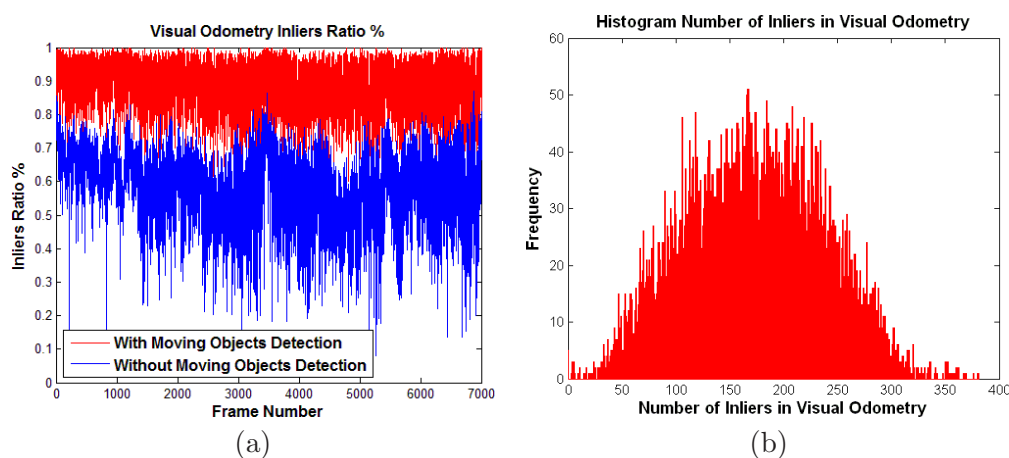 Visual Odometry Inliers Ratio %
1
0.9
0.8
0.7
0.6
0.5
0.4
0.3
0.2
0.1
0
Inliers Ratio %
With Moving Objects Detection
Without Moving Objects Detection
0 1000 2000 3000 4000 5000 6000 7000
Frame Number
(a)
Histogram Number of Inliers in Visual Odometry
60
50
40
30
20
10
0
Frequency
0 50 100 150 200 250 300 350 400
Number of Inliers in Visual Odometry
(b)